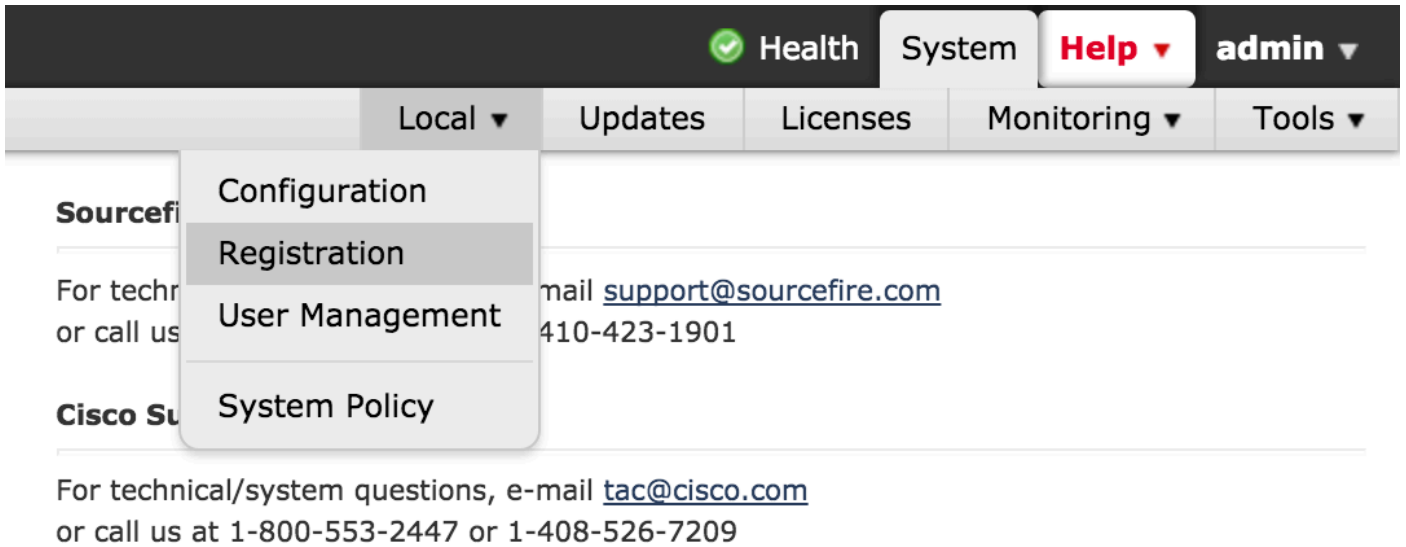 Health System Help admin
Local Updates Licenses Monitoring Tools
Configuration
Registration
User Management
System Policy
For mail support@sourcefire.com
or call us 410-423-1901
Cisco
For technical/system questions, e-mail tac@cisco.com
or call us at 1-800-553-2447 or 1-408-526-7209